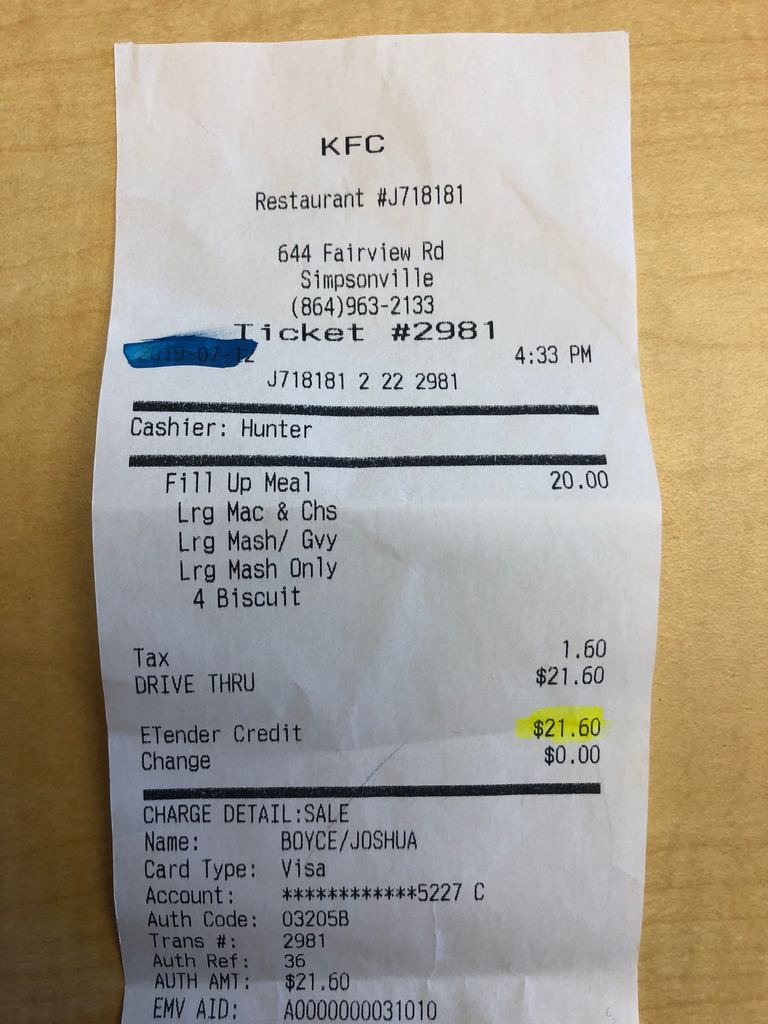 KFC
Restaurant #J718181
644 Fairview Rd
Simpsonville
(864)963-2133
Ticket #2981
2019-07-12 4:33 PM
J718181 2 22 2981
Cashier: Hunter
Fill Up Meal 20.00
Lrg Mac & Chs
Lrg Mash/ Gvy
Lrg Mash Only
4 Biscuit
Tax 1.60
DRIVE THRU $21.60
ETender Credit $21.60
Change $0.00
CHARGE DETAIL:SALE
Name: BOYCE/JOSHUA
Card Type: Visa
Account: ************5227 C
Auth Code: 03205B
Trans #: 2981
Auth Ref: 36
AUTH AMT: $21.60
EMV AID: A0000000031010